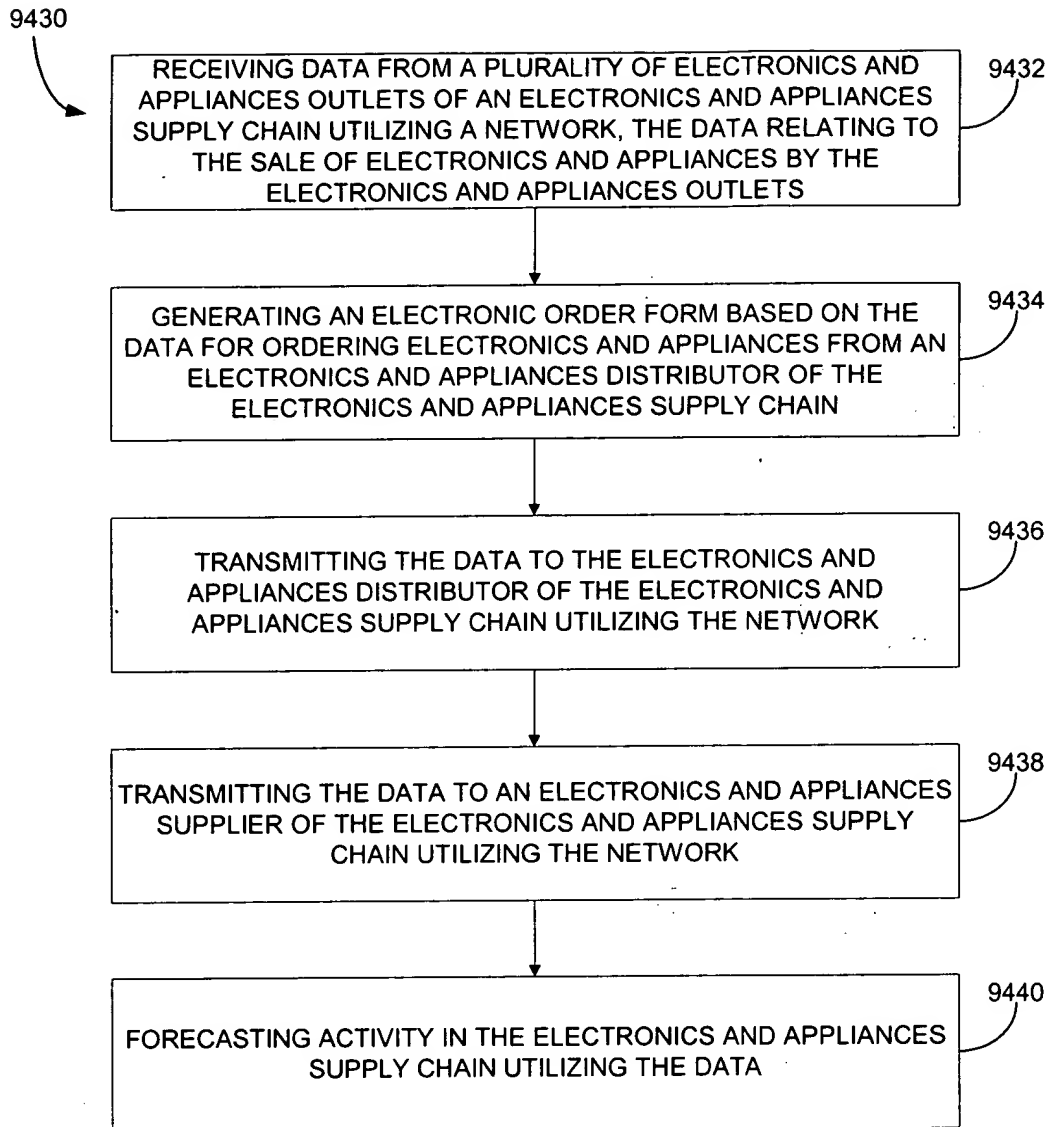 9430
RECEIVING DATA FROM A PLURALITY OF ELECTRONICS AND
APPLIANCES OUTLETS OF AN ELECTRONICS AND APPLIANCES
SUPPLY CHAIN UTILIZING A NETWORK, THE DATA RELATING TO
THE SALE OF ELECTRONICS AND APPLIANCES BY THE
ELECTRONICS AND APPLIANCES OUTLETS
9432
GENERATING AN ELECTRONIC ORDER FORM BASED ON THE
DATA FOR ORDERING ELECTRONICS AND APPLIANCES FROM AN
ELECTRONICS AND APPLIANCES DISTRIBUTOR OF THE
ELECTRONICS AND APPLIANCES SUPPLY CHAIN
9434
TRANSMITTING THE DATA TO THE ELECTRONICS AND
APPLIANCES DISTRIBUTOR OF THE ELECTRONICS AND
APPLIANCES SUPPLY CHAIN UTILIZING THE NETWORK
9436
TRANSMITTING THE DATA TO AN ELECTRONICS AND APPLIANCES
SUPPLIER OF THE ELECTRONICS AND APPLIANCES SUPPLY
CHAIN UTILIZING THE NETWORK
9438
FORECASTING ACTIVITY IN THE ELECTRONICS AND APPLIANCES
SUPPLY CHAIN UTILIZING THE DATA
9440